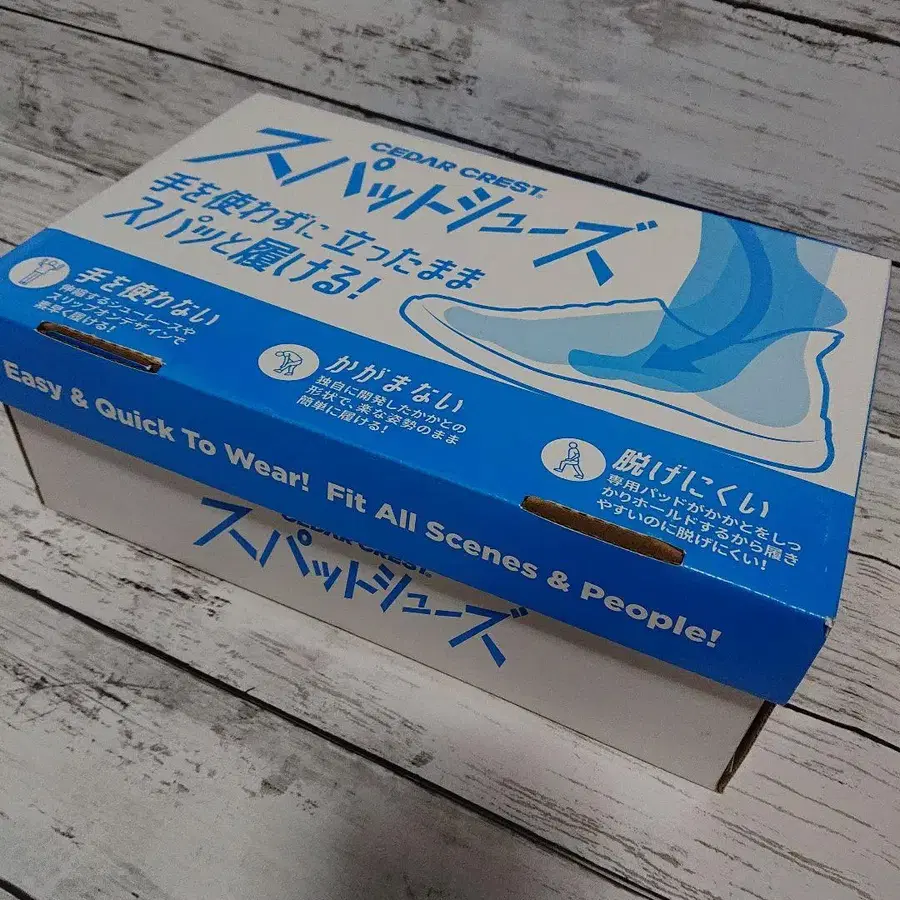 CEDAR CREST®
スパットシューズ
手を使わずに立ったまま
スパッと履ける!
手を使わない
伸縮するシューレースや
スリップオンデザインで
素早く履ける!
かがまない
独自に開発したかかとの
形状で、楽な姿勢のまま
簡単に履ける!
脱げにくい
専用パッドがかかとをしっ
かりホールドするから履き
やすいのに脱げにくい!
Easy & Quick To Wear! Fit All Scenes & People!
CEDAR CREST
スパットシューズ